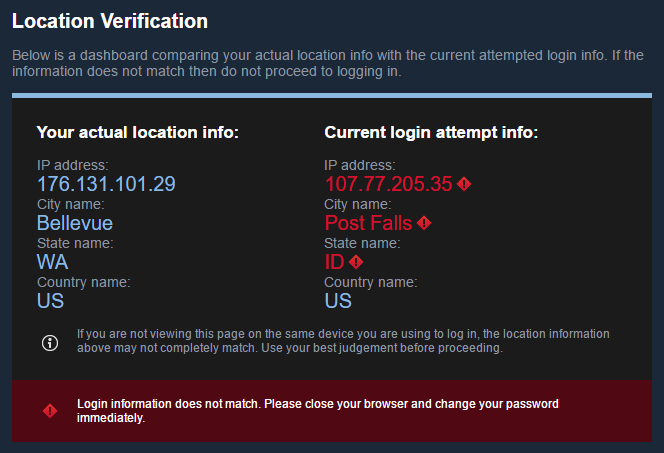 Location Verification
Below is a dashboard comparing your actual location info with the current attempted login info. If the
information does not match then do not proceed to logging in.
Your actual location info:
IP address:
176.131.101.29
City name:
Bellevue
State name:
WA
Country name:
US
Current login attempt info:
IP address:
107.77.205.35
City name:
Post Falls
State name:
ID
Country name:
US
If you are not viewing this page on the same device you are using to log in, the location information
above may not completely match. Use your best judgement before proceeding.
Login information does not match. Please close your browser and change your password
immediately.